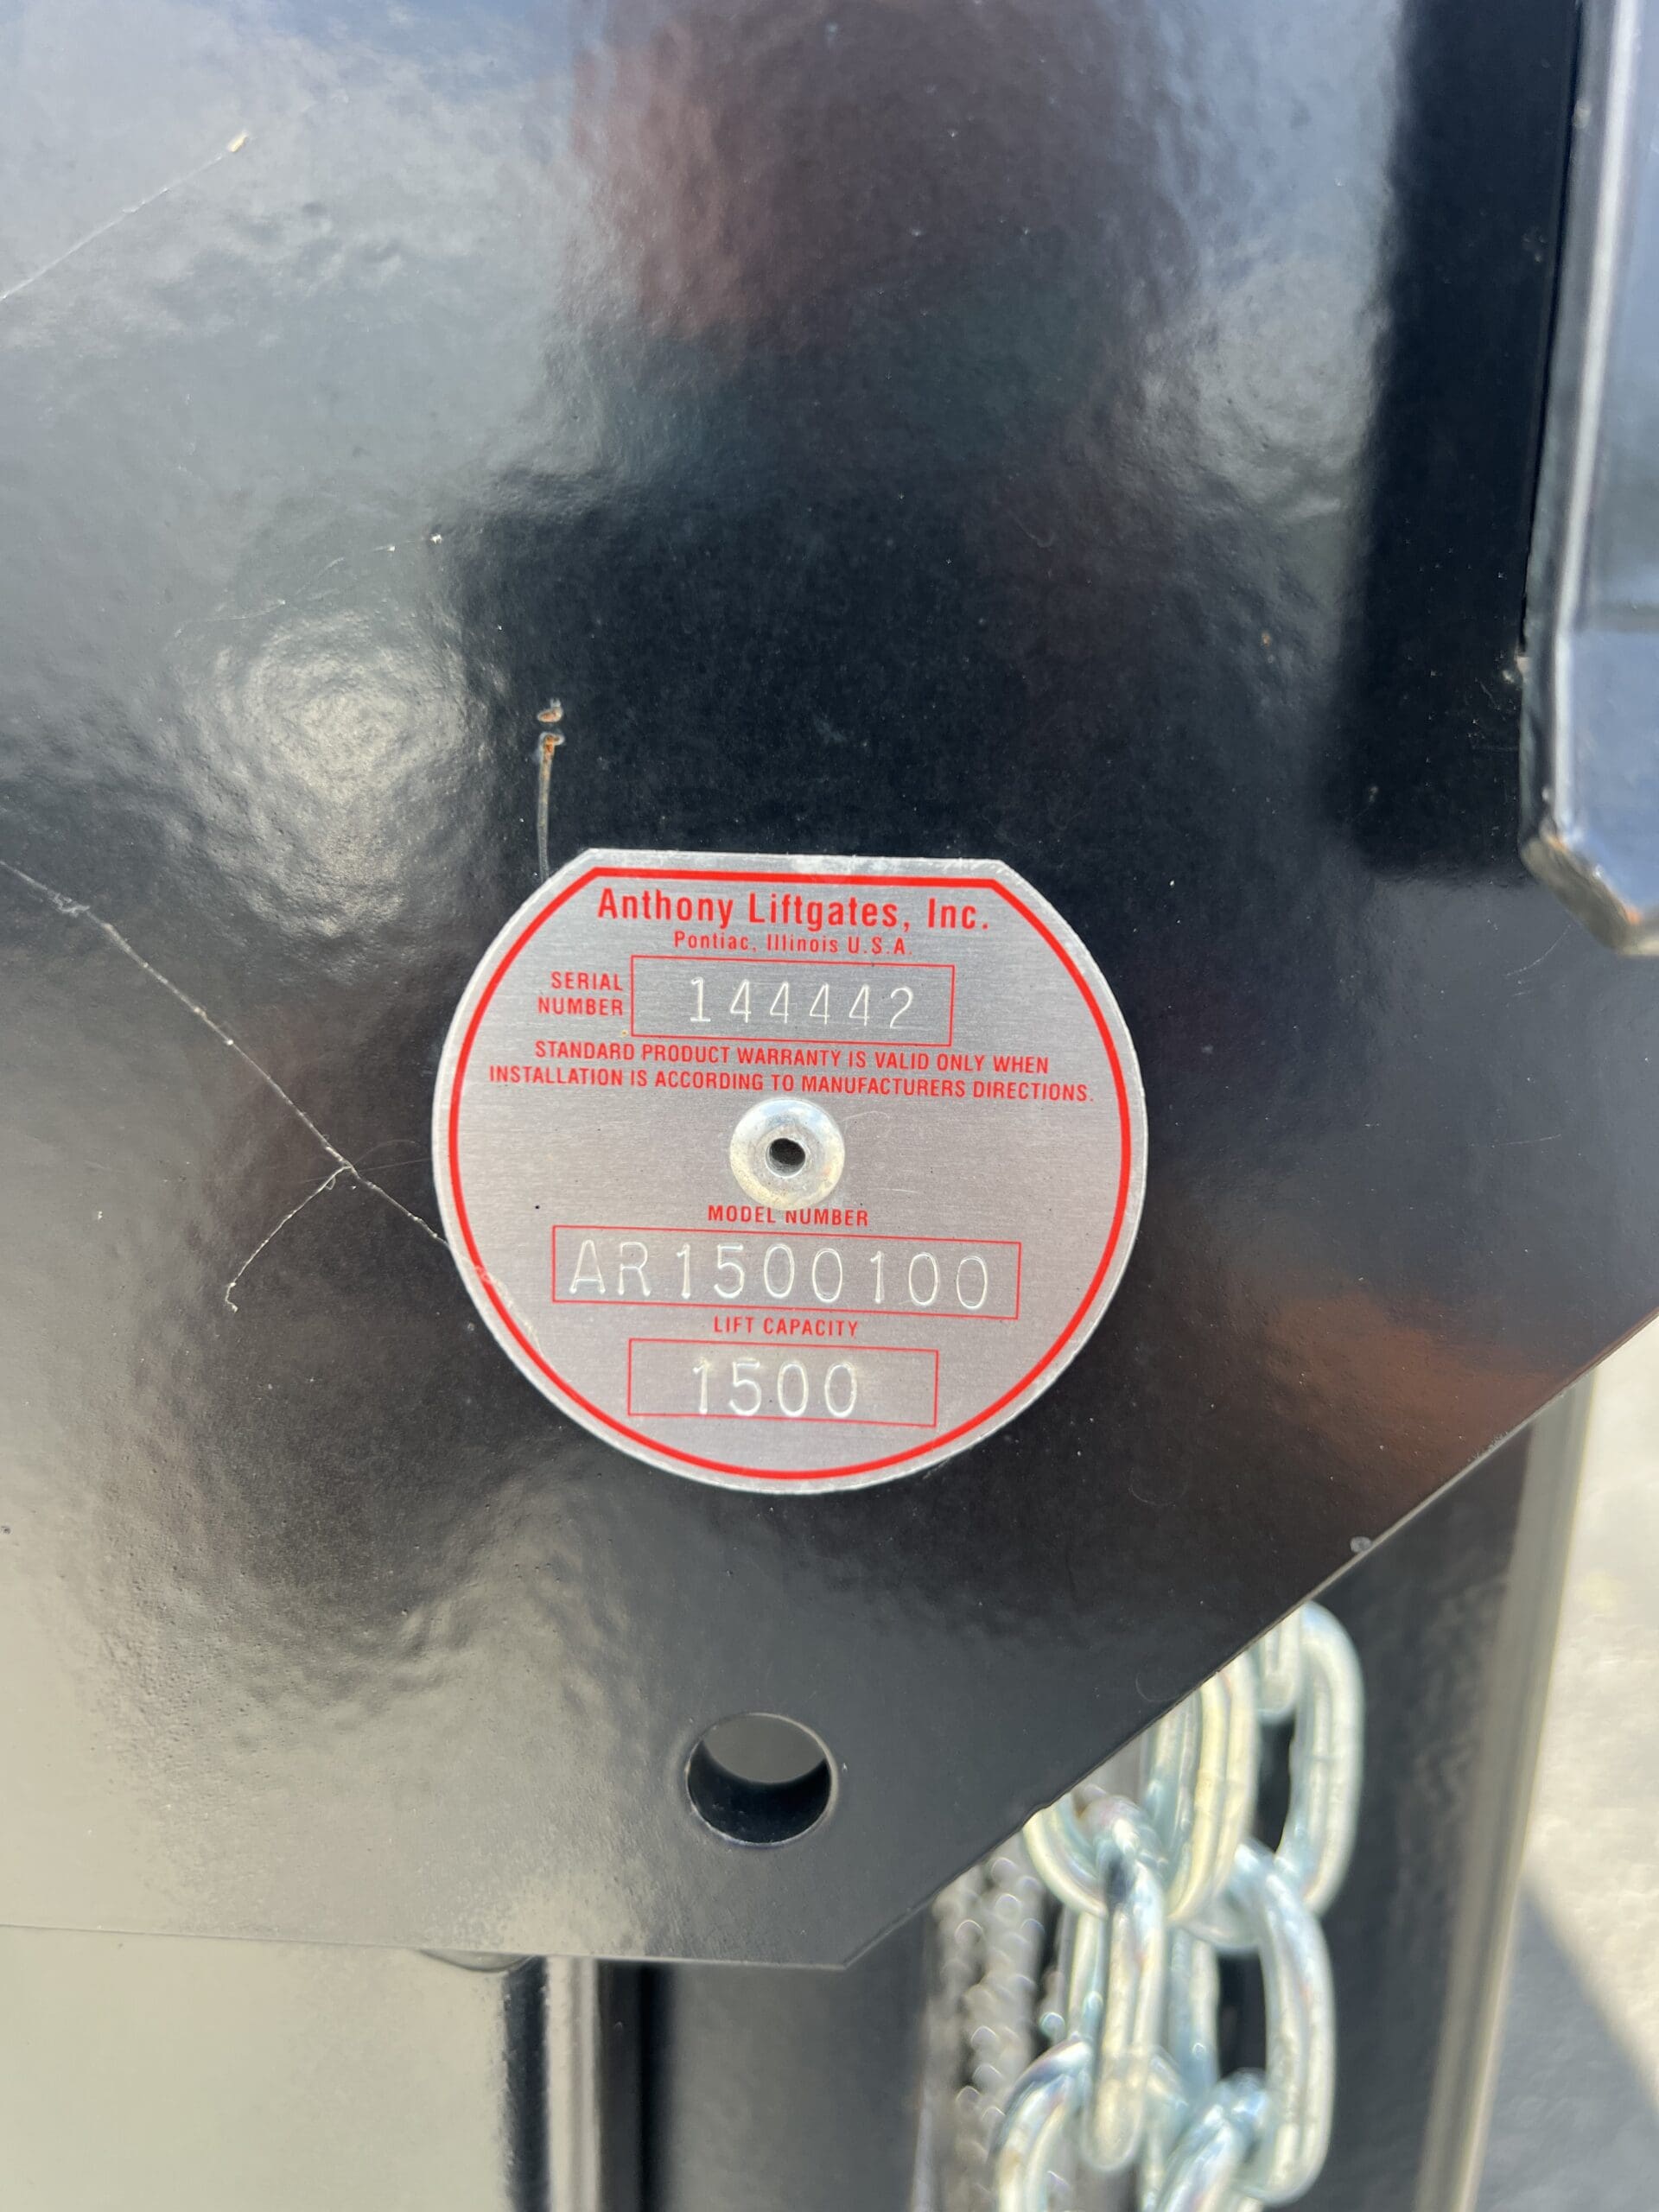 Anthony Liftgates, Inc.
Pontiac, Illinois U.S.A.
SERIAL
NUMBER
144442
STANDARD PRODUCT WARRANTY IS VALID ONLY WHEN
INSTALLATION IS ACCORDING TO MANUFACTURERS DIRECTIONS.
MODEL NUMBER
AR1500100
LIFT CAPACITY
1500